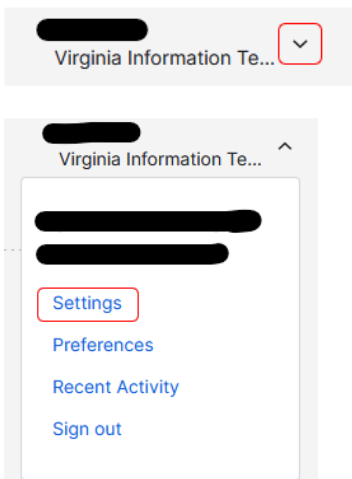 Virginia Information Te...
Virginia Information Te...
Settings
Preferences
Recent Activity
Sign out